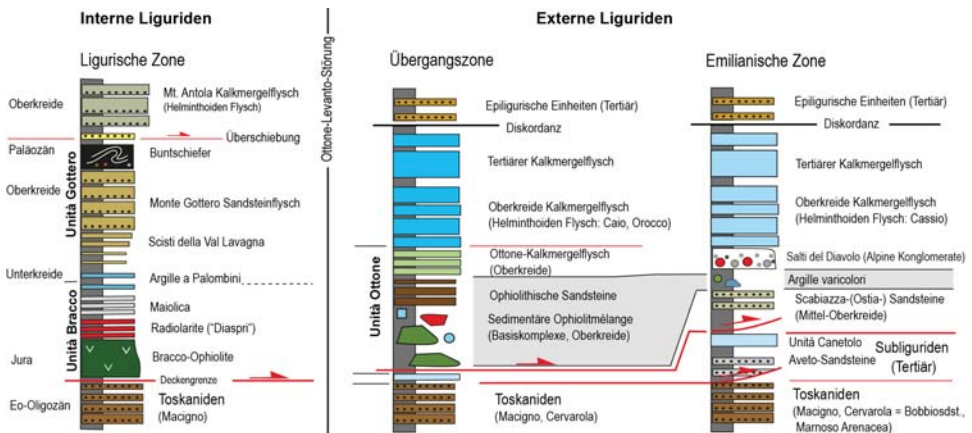 Interne Liguriden
Ligurische Zone
Oberkreide
Mt. Antola Kalkmergelflysch
(Helminthoiden Flysch)
Überschiebung
Paläozän
Buntschiefer
Oberkreide
Unità Gottero
Monte Gottero Sandsteinflysch
Scisti della Val Lavagna
Unterkreide
Argille a Palombini
Unità Bracco
Maiolica
Radiolarite ("Diaspri")
Jura
Bracco-Ophiolite
Deckengrenze
Eo-Oligozän
Toskaniden
(Macigno)
Ottone-Levanto-Störung
Externe Liguriden
Übergangszone
Epiligurische Einheiten (Tertiär)
Diskordanz
Tertiärer Kalkmergelflysch
Oberkreide Kalkmergelflysch
(Helminthoiden Flysch: Caio, Orocco)
Unità Ottone
Ottone-Kalkmergelflysch
(Oberkreide)
Ophiolithische Sandsteine
Sedimentäre Ophiolitmélange
(Basiskomplexe, Oberkreide)
Toskaniden
(Macigno, Cervarola)
Emilianische Zone
Epiligurische Einheiten (Tertiär)
Diskordanz
Tertiärer Kalkmergelflysch
Oberkreide Kalkmergelflysch
(Helminthoiden Flysch: Cassio)
Salti del Diavolo (Alpine Konglomerate)
Argille varicolori
Scabiazza-(Ostia-) Sandsteine
(Mittel-Oberkreide)
Unità Canetolo
Aveto-Sandsteine
Subliguriden
(Tertiär)
Toskaniden
(Macigno, Cervarola = Bobbiosdst.,
Marnoso Arenacea)